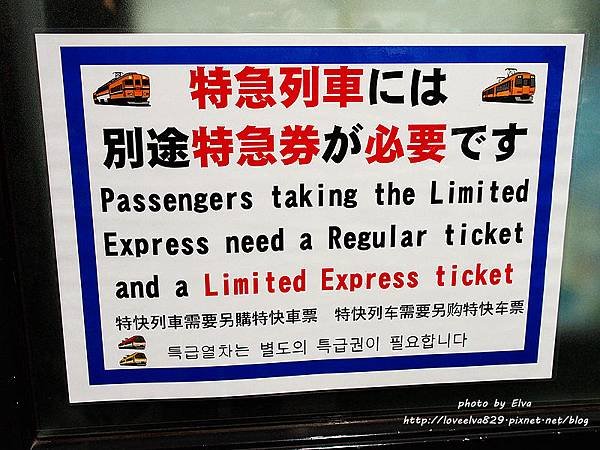 特急列車には
別途特急券が必要です
Passengers taking the Limited
Express need a Regular ticket
and a Limited Express ticket
特快列車需要另購特快車票　特快列车需要另购特快车票
특급열차는 별도의 특급권이 필요합니다
photo by Elva
http://loveelva829.pixnet.net/blog